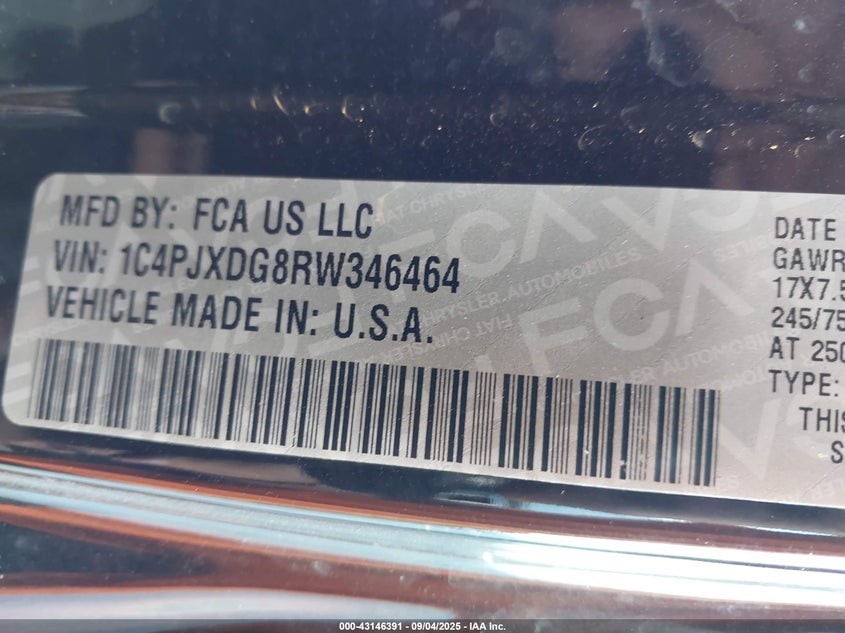 MFD BY: FCA US LLC
VIN: 1C4PJXDG8RW346464
VEHICLE MADE IN: U.S.A.
DATE
GAWR
17X7.5
245/75
AT 250
TYPE:
THIS
S
000-43146391 - 09/04/2025 - IAA Inc.